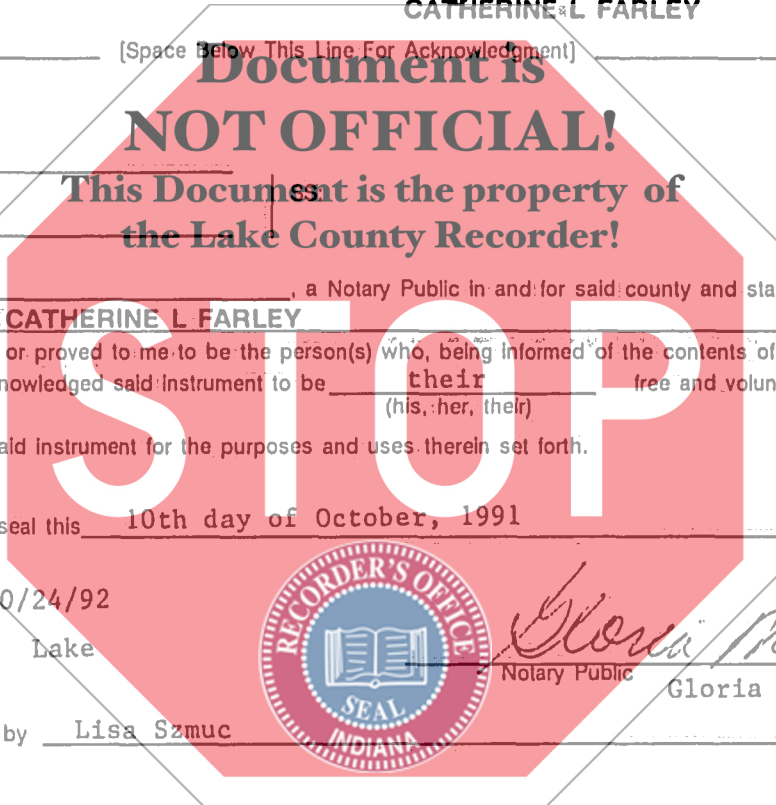 CATHERINE L FARLEY
[Space Below This Line For Acknowledgment]
Document is
NOT OFFICIAL!
This Document is the property of
SS:
the Lake County Recorder!
, a Notary Public in and for said county and sta
CATHERINE L FARLEY
or proved to me to be the person(s) who, being informed of the contents of
nowledged said instrument to be their free and volun
(his, her, their)
STOP
aid instrument for the purposes and uses therein set forth.
seal this 10th day of October, 1991
0/24/92
RECORDER'S OFFICE
SEAL
INDIANA
Gloria
Lake
Notary Public
Gloria
by Lisa Szmuc